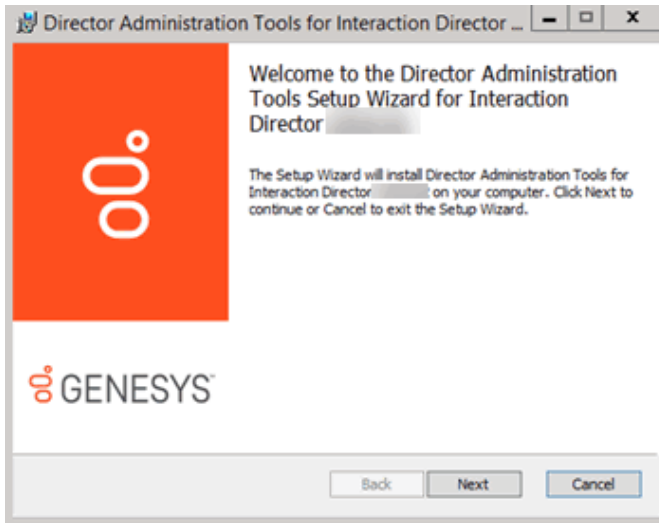 Director Administration Tools for Interaction Director ...
Welcome to the Director Administration
Tools Setup Wizard for Interaction
Director
The Setup Wizard will install Director Administration Tools for
Interaction Director on your computer. Click Next to
continue or Cancel to exit the Setup Wizard.
GENESYS
Back Next Cancel